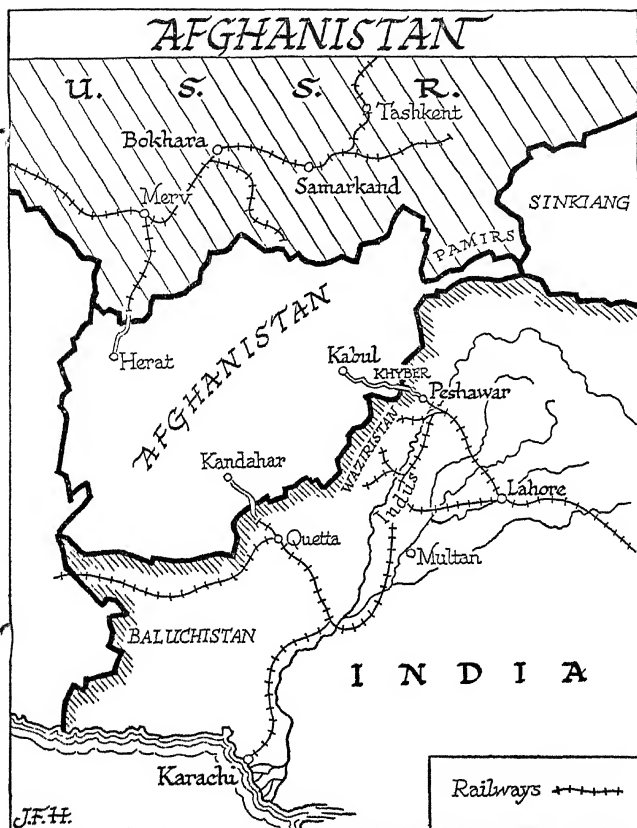 AFGHANISTAN
U. S. S. R.
Tashkent
Bokhara
Samarkand
Merv
SINKIANG
PAMIRS
AFGHANISTAN
Herat
Kabul
KHYBER
Peshawar
WAZIRISTAN
Kandahar
Indus
Lahore
Quetta
Multan
BALUCHISTAN
INDIA
Karachi
Railways
J.F.H.